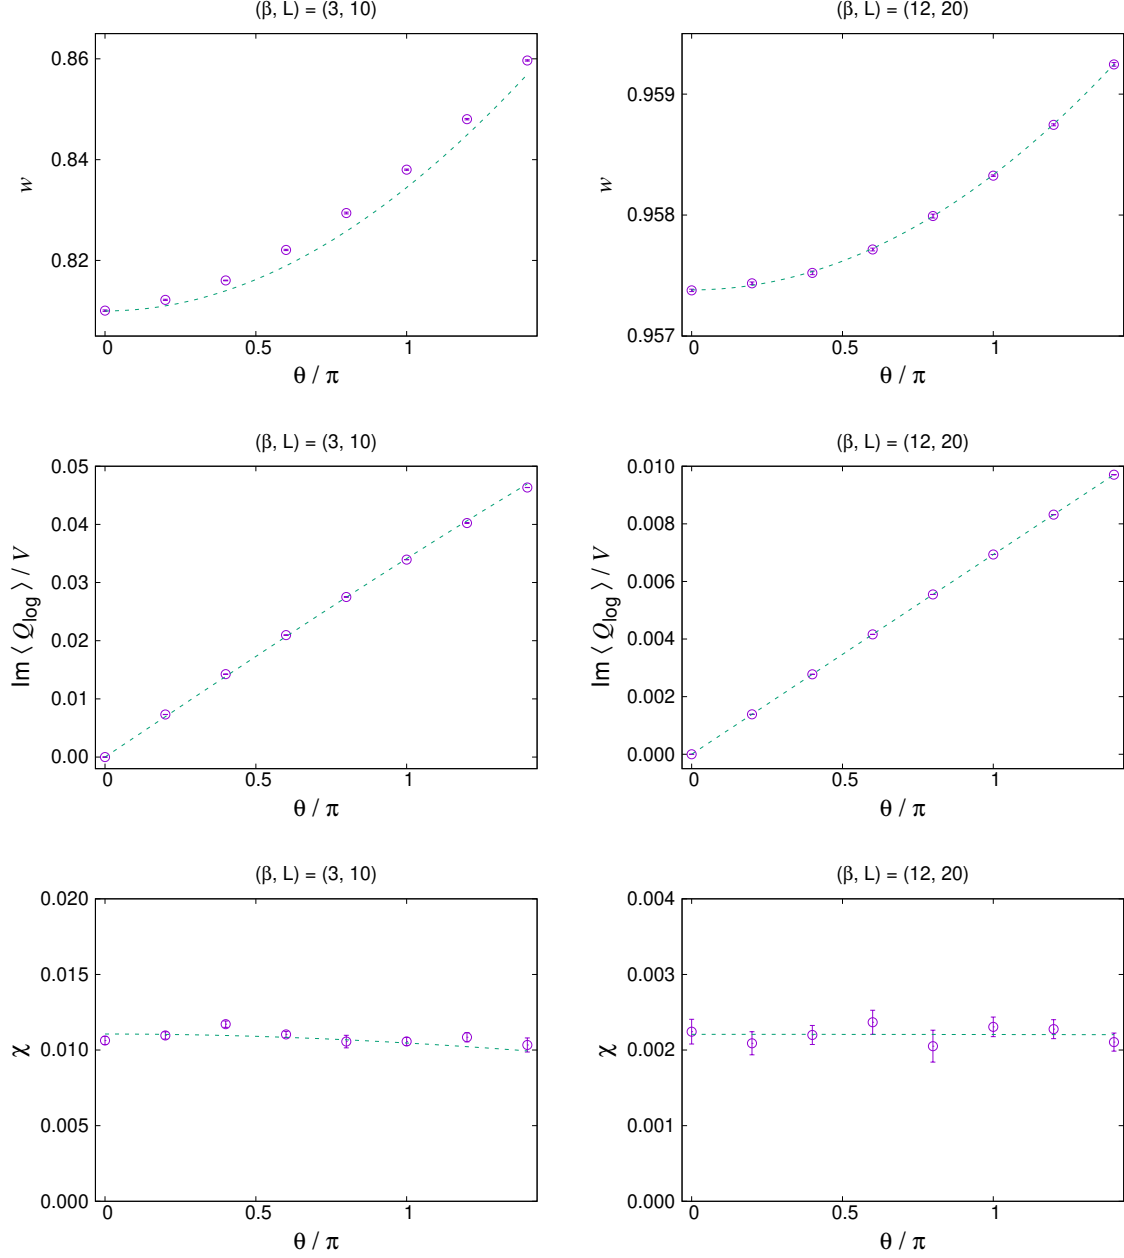 (β, L) = (3, 10)
0.86
0.84
0.82
w
0
0.5
1
θ / π
(β, L) = (12, 20)
0.959
0.958
0.957
w
0
0.5
1
θ / π
(β, L) = (3, 10)
0.05
0.04
0.03
0.02
0.01
0.00
Im ⟨ Q_log ⟩ / V
0
0.5
1
θ / π
(β, L) = (12, 20)
0.010
0.008
0.006
0.004
0.002
0.000
Im ⟨ Q_log ⟩ / V
0
0.5
1
θ / π
(β, L) = (3, 10)
0.020
0.015
0.010
0.005
0.000
χ
0
0.5
1
θ / π
(β, L) = (12, 20)
0.004
0.003
0.002
0.001
0.000
χ
0
0.5
1
θ / π